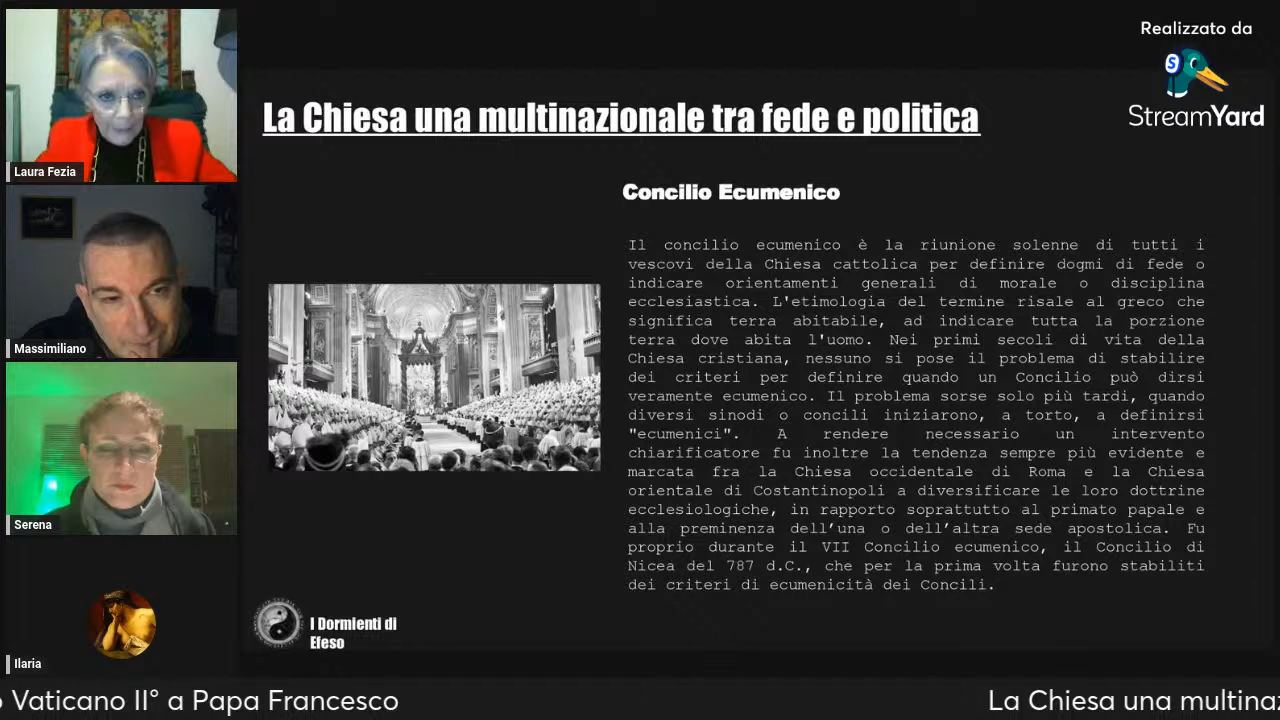 Realizzato da
StreamYard
La Chiesa una multinazionale tra fede e politica
Concilio Ecumenico
Il concilio ecumenico è la riunione solenne di tutti i
vescovi della Chiesa cattolica per definire dogmi di fede o
indicare orientamenti generali di morale o disciplina
ecclesiastica. L'etimologia del termine risale al greco che
significa terra abitabile, ad indicare tutta la porzione
terra dove abita l'uomo. Nei primi secoli di vita della
Chiesa cristiana, nessuno si pose il problema di stabilire
dei criteri per definire quando un Concilio può dirsi
veramente ecumenico. Il problema sorse solo più tardi, quando
diversi sinodi o concili iniziarono, a torto, a definirsi
"ecumenici". A rendere necessario un intervento
chiarificatore fu inoltre la tendenza sempre più evidente e
marcata fra la Chiesa occidentale di Roma e la Chiesa
orientale di Costantinopoli a diversificare le loro dottrine
ecclesiologiche, in rapporto soprattutto al primato papale e
alla preminenza dell’una o dell’altra sede apostolica. Fu
proprio durante il VII Concilio ecumenico, il Concilio di
Nicea del 787 d.C., che per la prima volta furono stabiliti
dei criteri di ecumenicità dei Concili.
Laura Fezia
Massimiliano
Serena
Ilaria
I Dormienti di
Efeso
o Vaticano II° a Papa Francesco
La Chiesa una multinaz